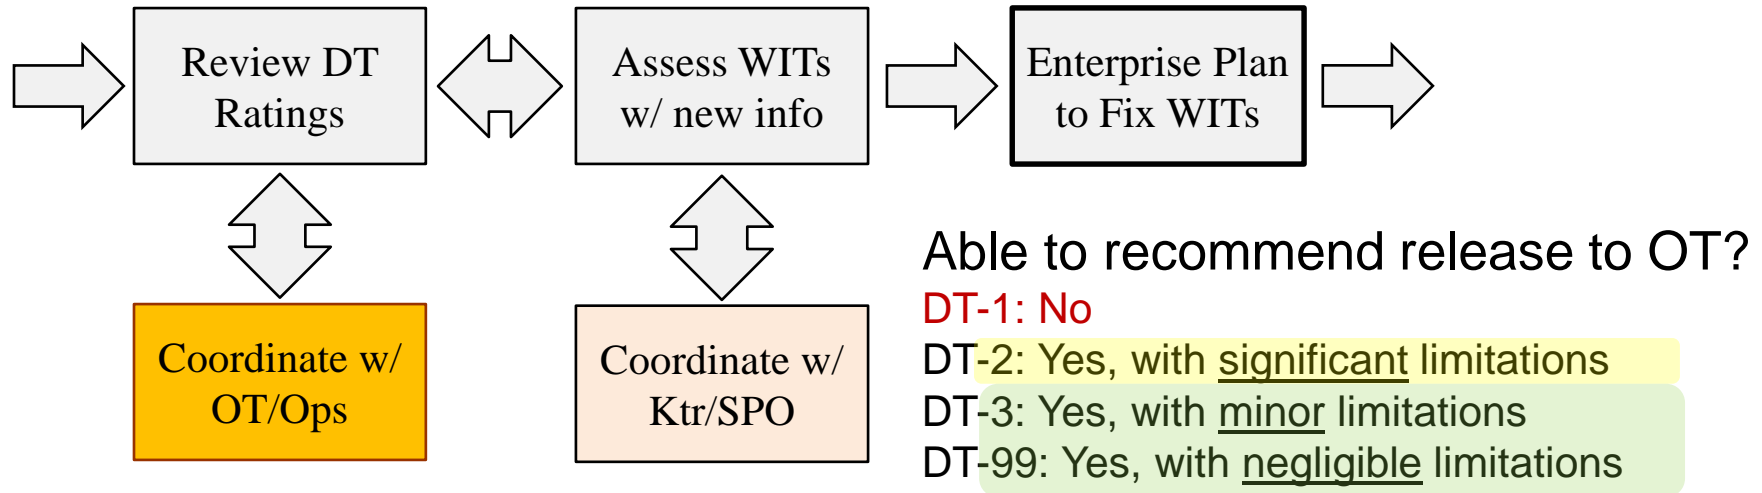 Review DT
Ratings
Assess WITs
w/ new info
Enterprise Plan
to Fix WITs
Coordinate w/
OT/Ops
Coordinate w/
Ktr/SPO
Able to recommend release to OT?
DT-1: No
DT-2: Yes, with significant limitations
DT-3: Yes, with minor limitations
DT-99: Yes, with negligible limitations